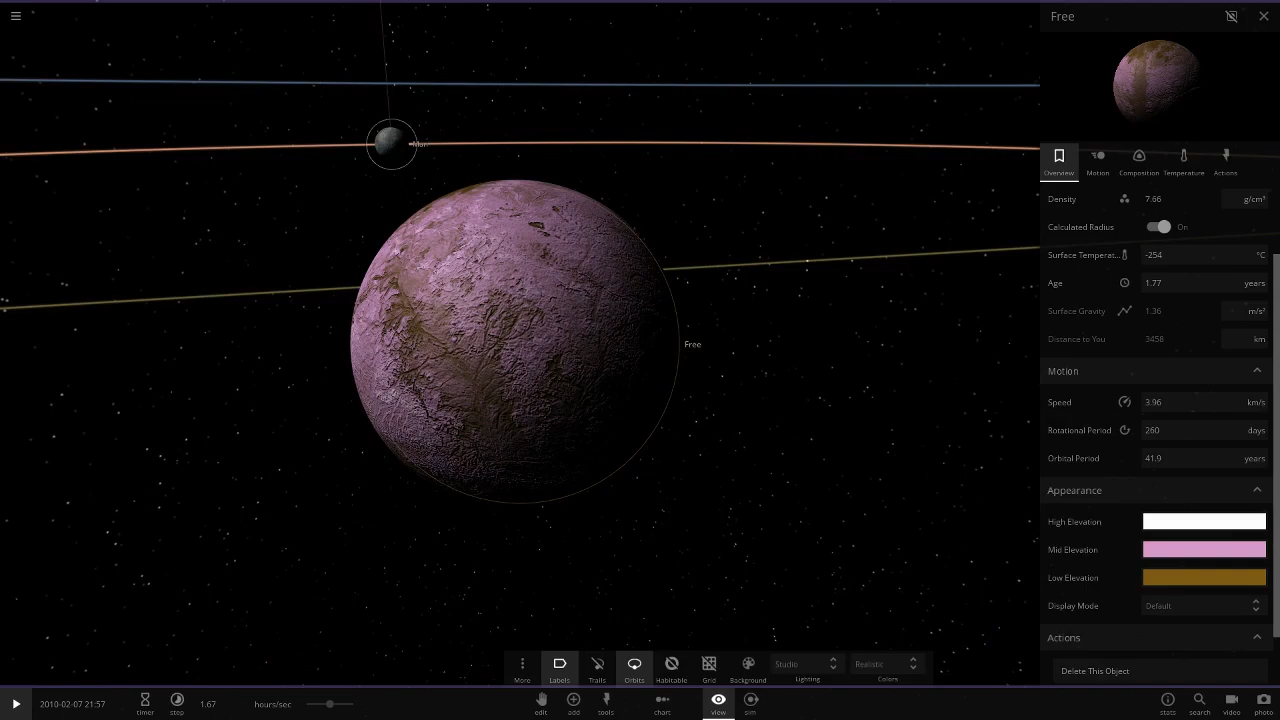 Free
Overview
Motion
Composition
Temperature
Actions
Density 7.66 g/cm³
Calculated Radius On
Surface Temperat... -254 °C
Age 1.77 years
Surface Gravity 1.36 m/s²
Distance to You 3458 km
Motion
Speed 3.96 km/s
Rotational Period 260 days
Orbital Period 41.9 years
Appearance
High Elevation
Mid Elevation
Low Elevation
Display Mode Default
Actions
Delete This Object
Free
More
Labels
Trails
Orbits
Habitable
Grid
Background
Studio
Lighting
Realistic
Colors
2010-02-07 21:57
timer
step
1.67 hours/sec
edit
add
tools
chart
view
sim
stats
search
video
photo